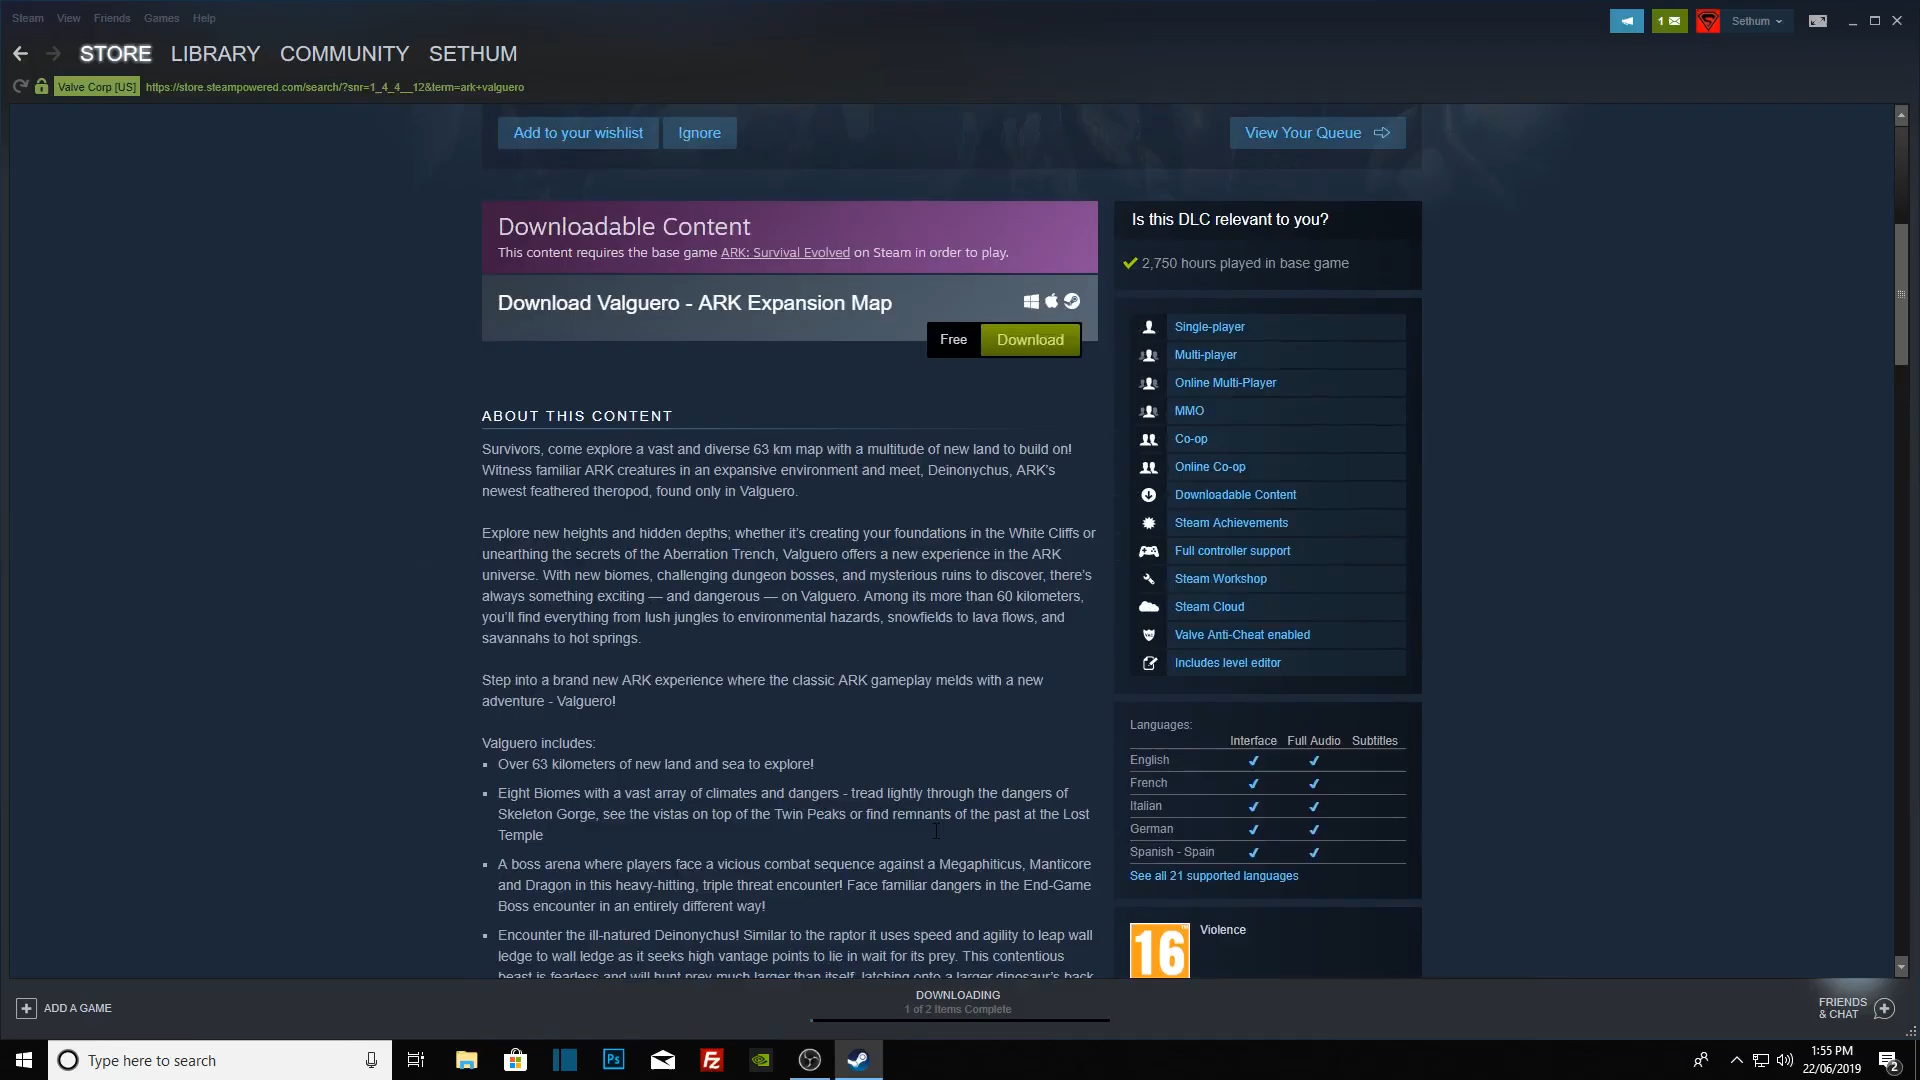 Steam View Friends Games Help
1
Sethum
STORE LIBRARY COMMUNITY SETHUM
Valve Corp [US] https://store.steampowered.com/search/?snr=1_4_4__12&term=ark+valguero
Add to your wishlist Ignore
View Your Queue
Downloadable Content
This content requires the base game ARK: Survival Evolved on Steam in order to play.
Download Valguero - ARK Expansion Map
Free Download
ABOUT THIS CONTENT
Survivors, come explore a vast and diverse 63 km map with a multitude of new land to build on!
Witness familiar ARK creatures in an expansive environment and meet, Deinonychus, ARK's
newest feathered theropod, found only in Valguero.
Explore new heights and hidden depths; whether it's creating your foundations in the White Cliffs or
unearthing the secrets of the Aberration Trench, Valguero offers a new experience in the ARK
universe. With new biomes, challenging dungeon bosses, and mysterious ruins to discover, there's
always something exciting — and dangerous — on Valguero. Among its more than 60 kilometers,
you'll find everything from lush jungles to environmental hazards, snowfields to lava flows, and
savannahs to hot springs.
Step into a brand new ARK experience where the classic ARK gameplay melds with a new
adventure - Valguero!
Valguero includes:
Over 63 kilometers of new land and sea to explore!
Eight Biomes with a vast array of climates and dangers - tread lightly through the dangers of
Skeleton Gorge, see the vistas on top of the Twin Peaks or find remnants of the past at the Lost
Temple
A boss arena where players face a vicious combat sequence against a Megaphiticus, Manticore
and Dragon in this heavy-hitting, triple threat encounter! Face familiar dangers in the End-Game
Boss encounter in an entirely different way!
Encounter the ill-natured Deinonychus! Similar to the raptor it uses speed and agility to leap wall
ledge to wall ledge as it seeks high vantage points to lie in wait for its prey. This contentious
beast is fearless and will hunt prey much larger than itself, latching onto a larger dinosaur's back
Is this DLC relevant to you?
2,750 hours played in base game
Single-player
Multi-player
Online Multi-Player
MMO
Co-op
Online Co-op
Downloadable Content
Steam Achievements
Full controller support
Steam Workshop
Steam Cloud
Valve Anti-Cheat enabled
Includes level editor
Languages:
Interface Full Audio Subtitles
English
French
Italian
German
Spanish - Spain
See all 21 supported languages
16
Violence
ADD A GAME
DOWNLOADING
1 of 2 Items Complete
FRIENDS
& CHAT
Type here to search
Ps
Fz
1:55 PM
22/06/2019
2